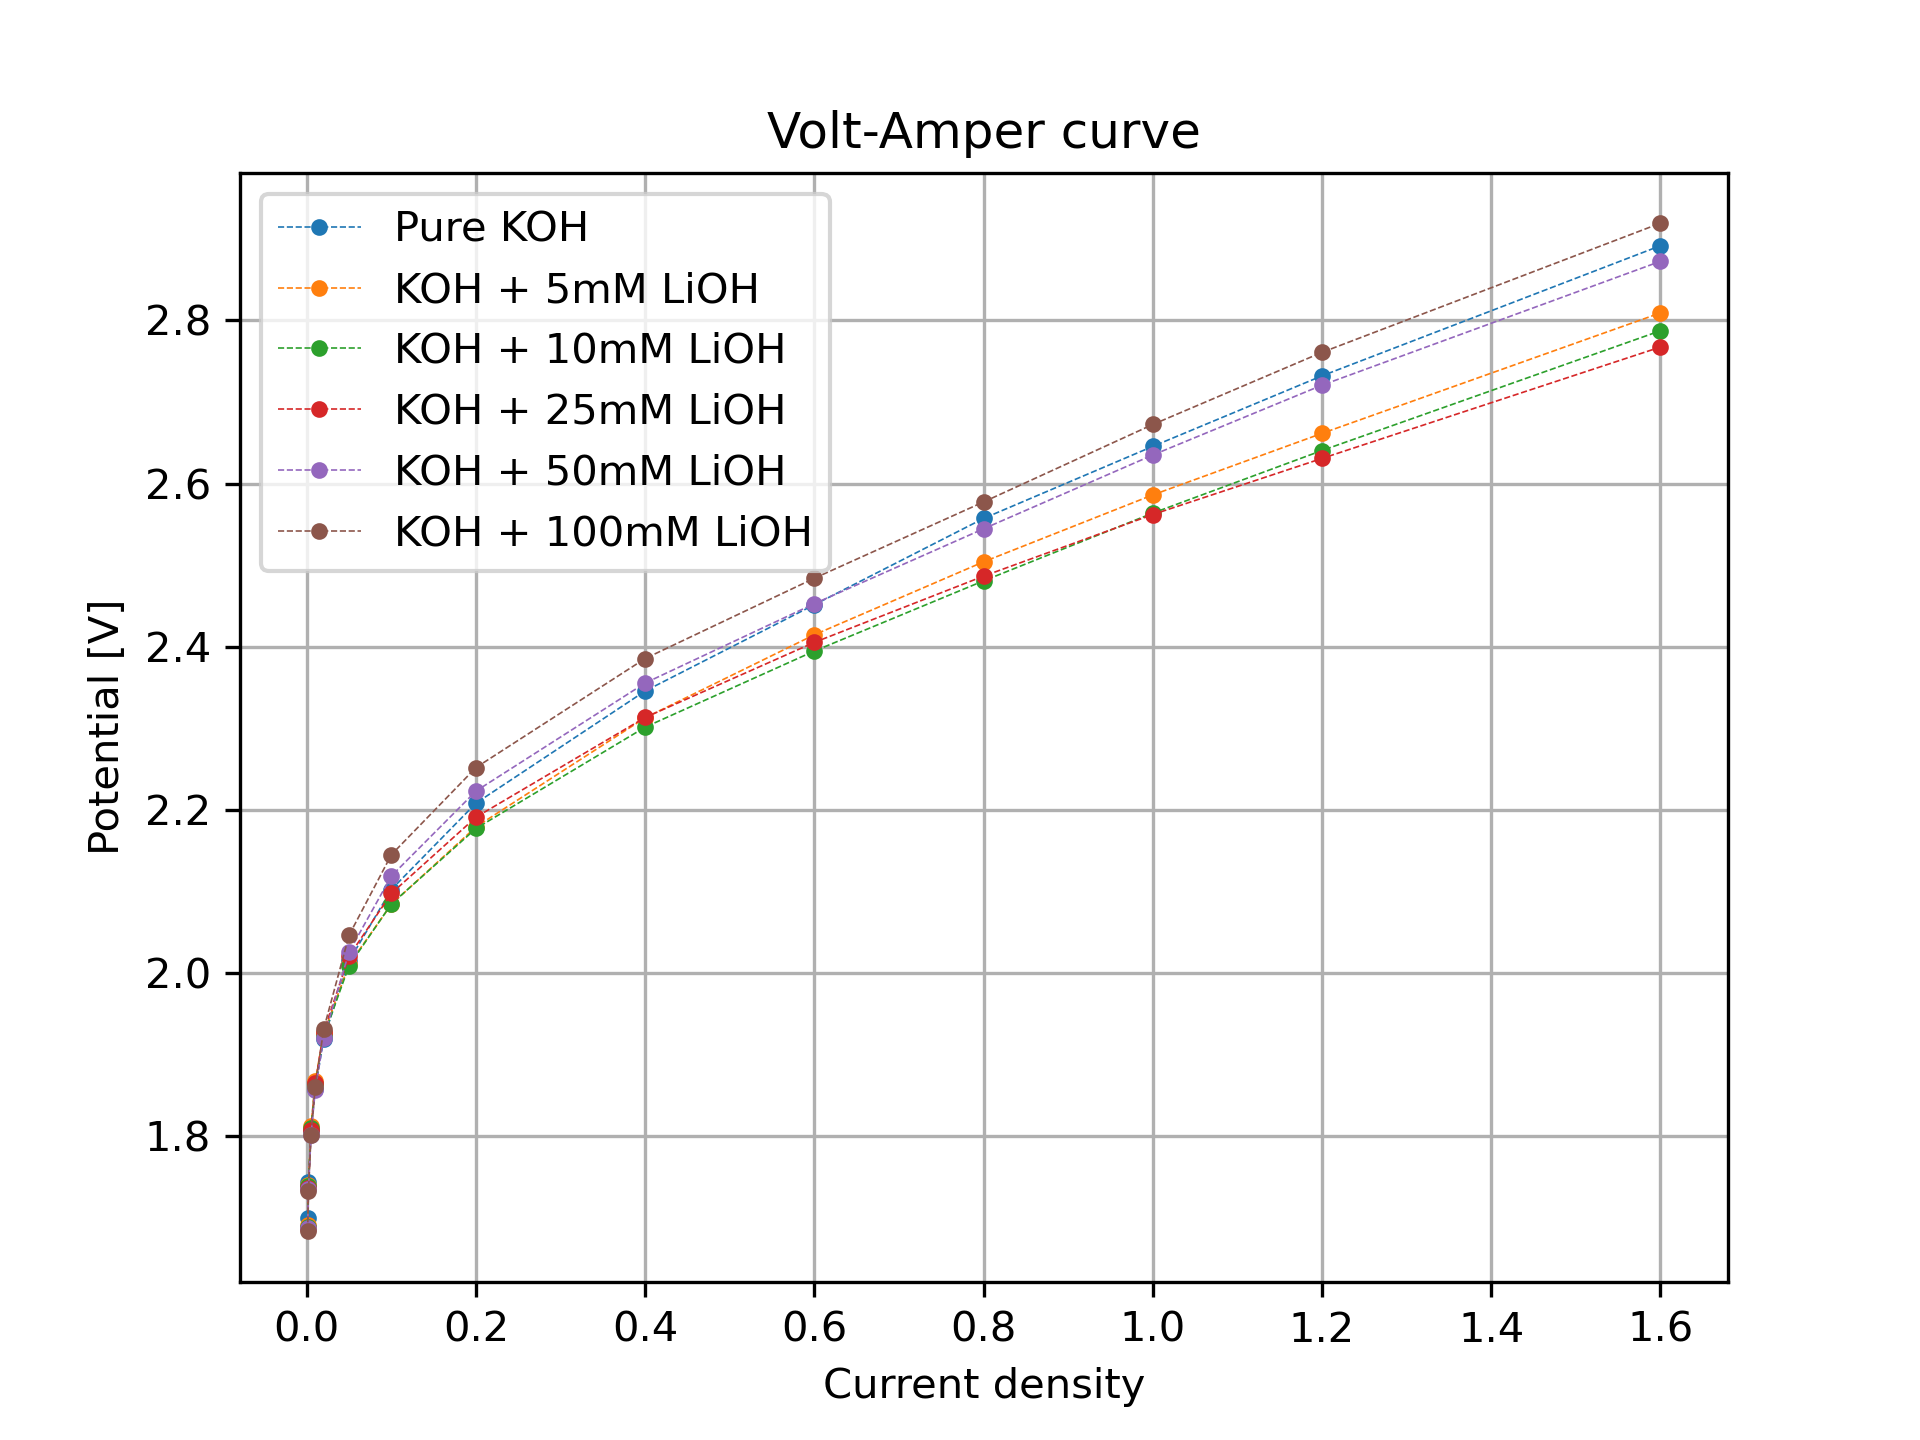 Volt-Amper curve
Pure KOH
KOH + 5mM LiOH
KOH + 10mM LiOH
KOH + 25mM LiOH
KOH + 50mM LiOH
KOH + 100mM LiOH
Potential [V]
2.8
2.6
2.4
2.2
2.0
1.8
0.0 0.2 0.4 0.6 0.8 1.0 1.2 1.4 1.6
Current density